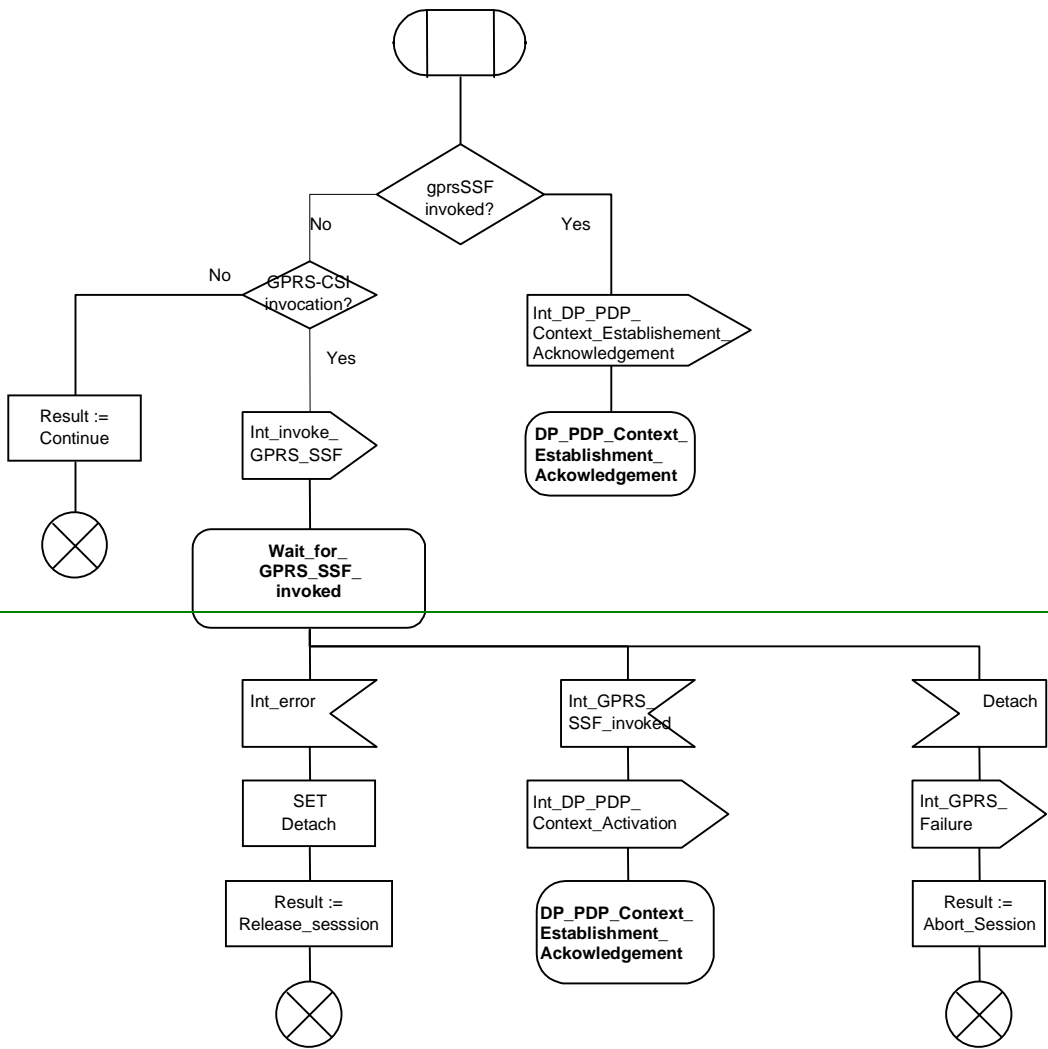 gprsSSF
invoked?
No
Yes
No
GPRS-CSI
invocation?
Int_DP_PDP_
Context_Establishement_
Acknowledgement
Yes
Result :=
Continue
Int_invoke_
GPRS_SSF
DP_PDP_Context_
Establishment_
Ackowledgement
Wait_for_
GPRS_SSF_
invoked
Int_error
Int_GPRS_
SSF_invoked
Detach
SET
Detach
Int_DP_PDP_
Context_Activation
Int_GPRS_
Failure
Result :=
Release_sesssion
DP_PDP_Context_
Establishment_
Ackowledgement
Result :=
Abort_Session